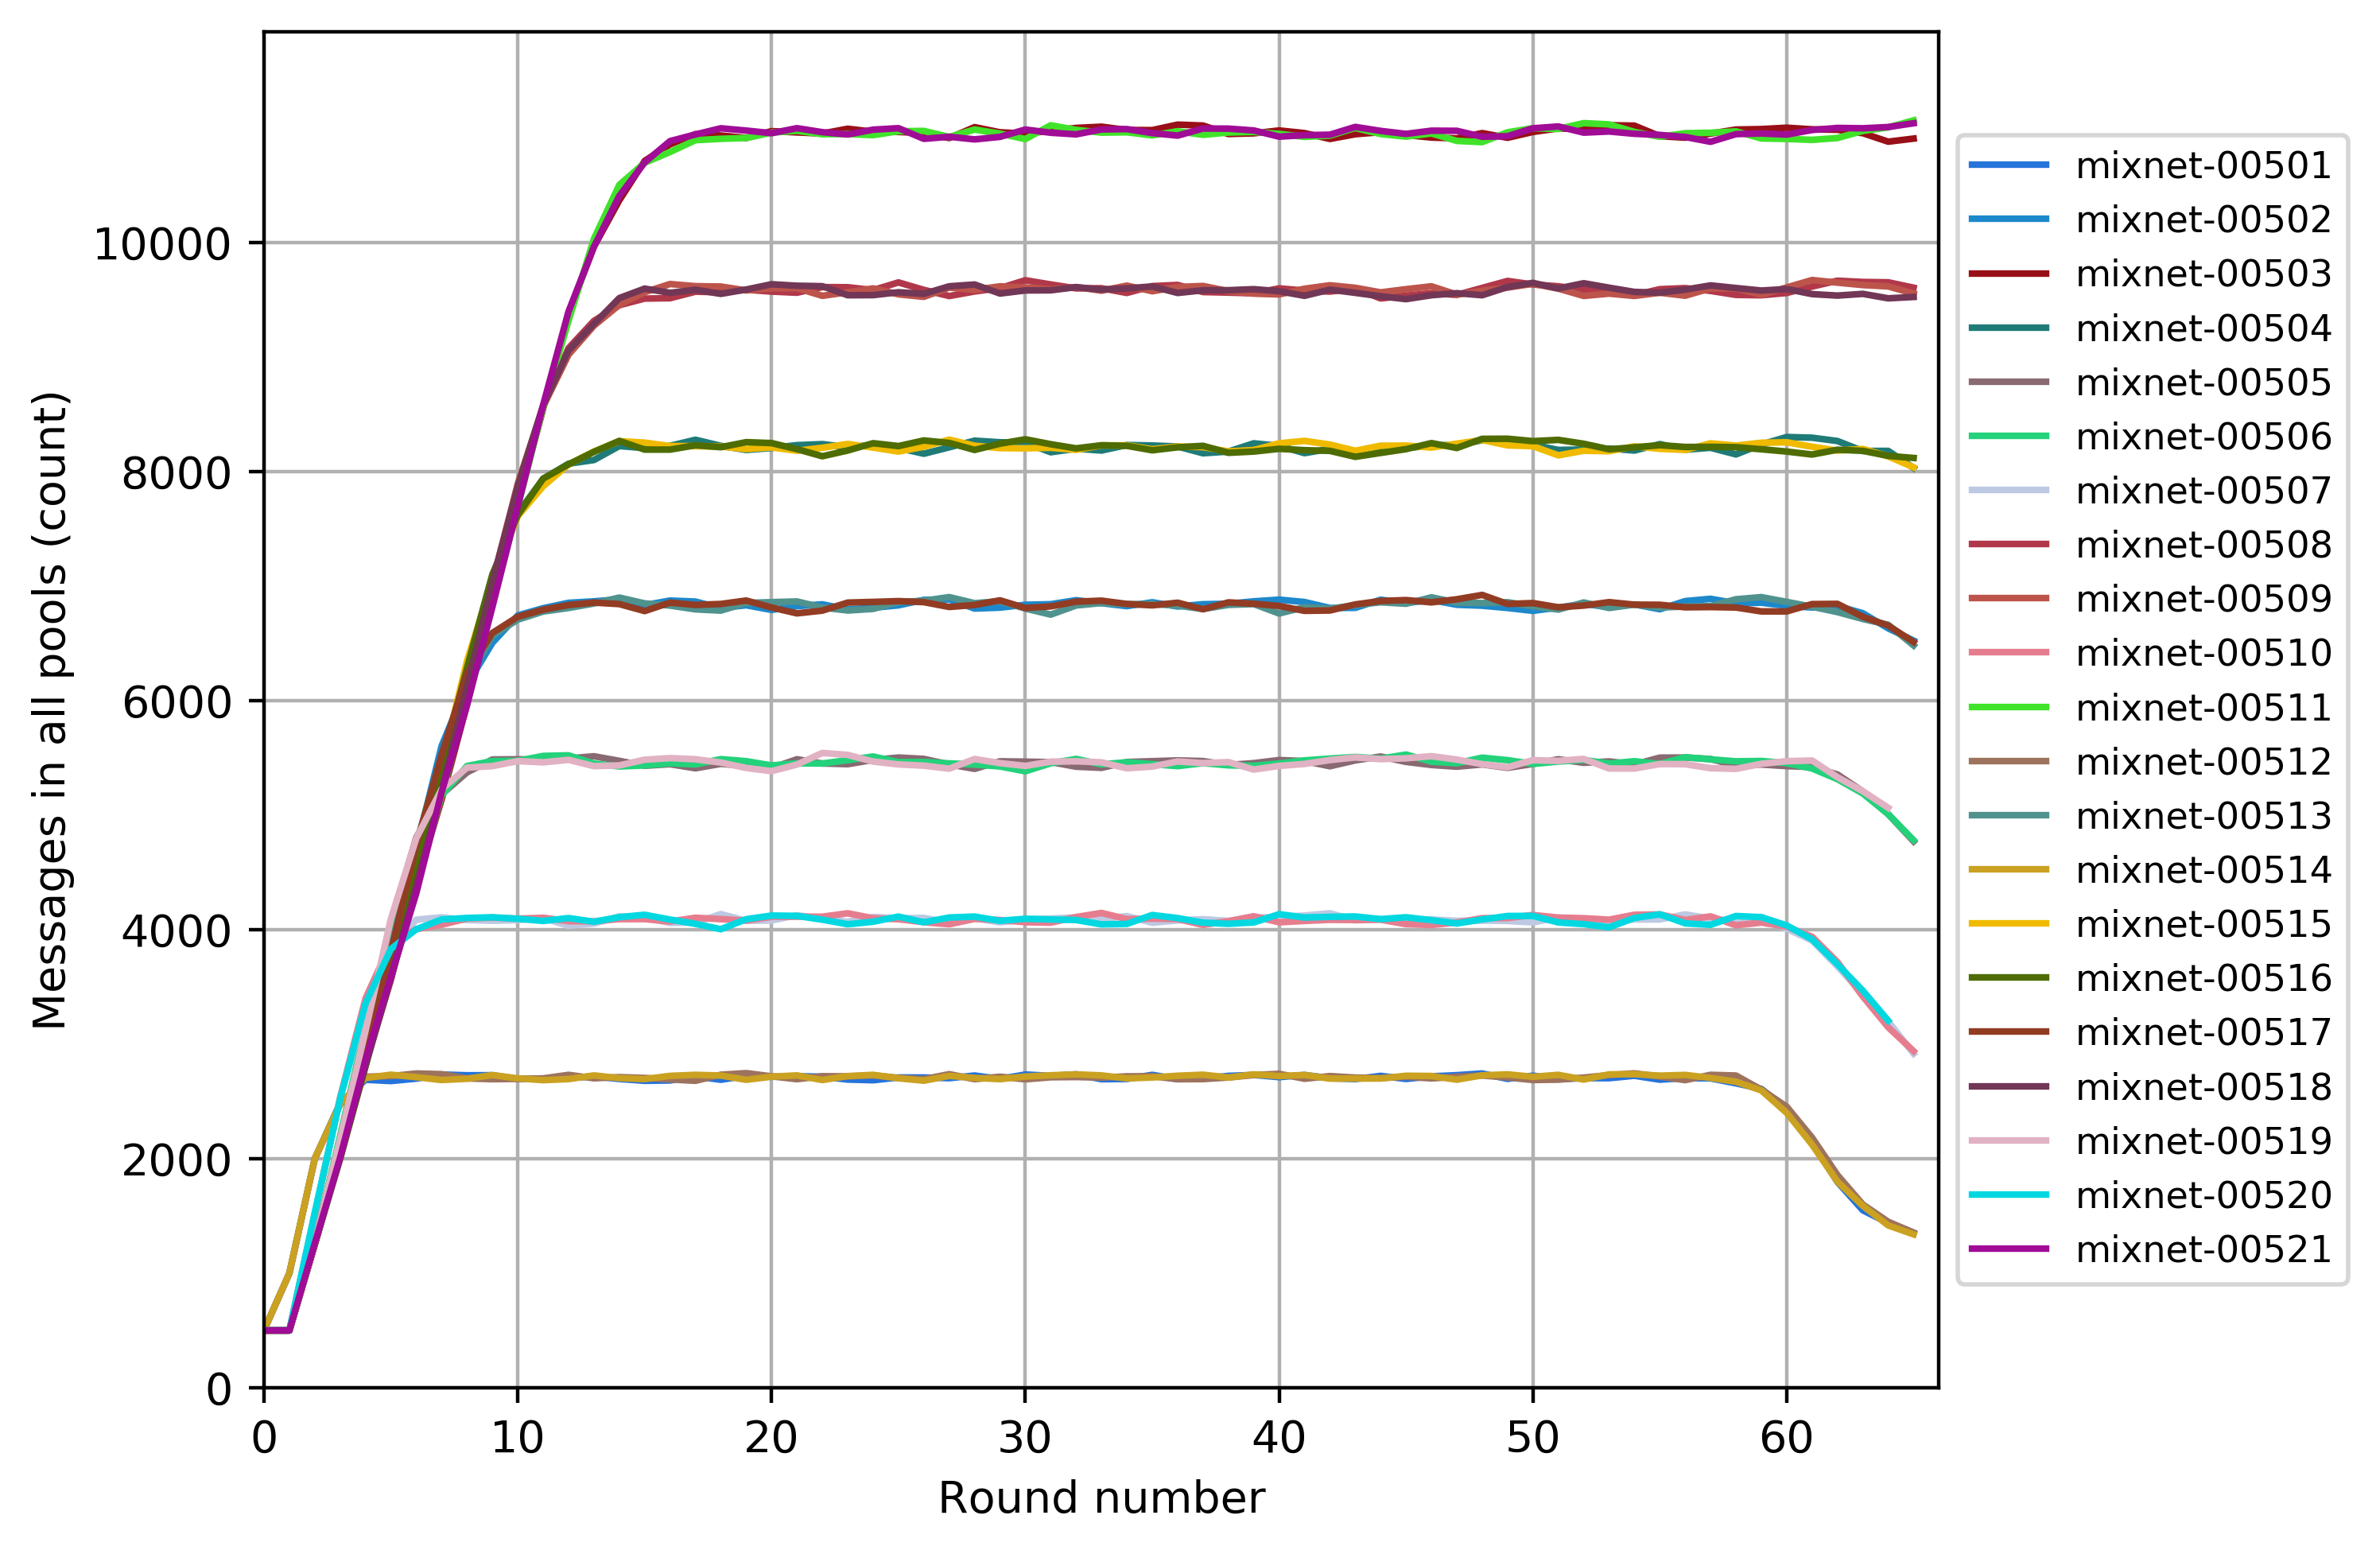 Messages in all pools (count)
10000
8000
6000
4000
2000
0
0 10 20 30 40 50 60
Round number
mixnet-00501
mixnet-00502
mixnet-00503
mixnet-00504
mixnet-00505
mixnet-00506
mixnet-00507
mixnet-00508
mixnet-00509
mixnet-00510
mixnet-00511
mixnet-00512
mixnet-00513
mixnet-00514
mixnet-00515
mixnet-00516
mixnet-00517
mixnet-00518
mixnet-00519
mixnet-00520
mixnet-00521